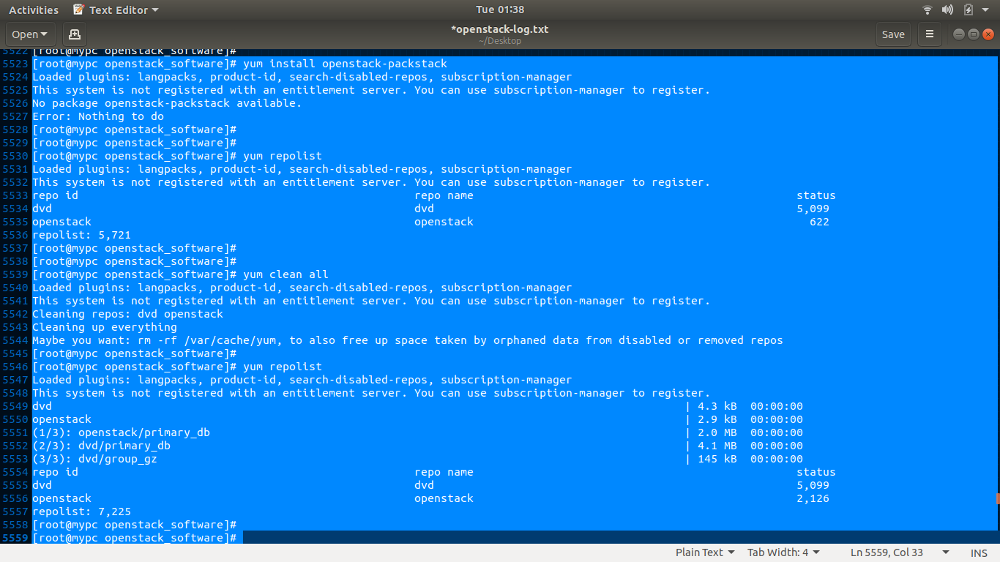 Activities Text Editor Tue 01:38
Open *openstack-log.txt Save
~/Desktop
5522 [root@mypc openstack_software]#
5523 [root@mypc openstack_software]# yum install openstack-packstack
5524 Loaded plugins: langpacks, product-id, search-disabled-repos, subscription-manager
5525 This system is not registered with an entitlement server. You can use subscription-manager to register.
5526 No package openstack-packstack available.
5527 Error: Nothing to do
5528 [root@mypc openstack_software]#
5529 [root@mypc openstack_software]#
5530 [root@mypc openstack_software]# yum repolist
5531 Loaded plugins: langpacks, product-id, search-disabled-repos, subscription-manager
5532 This system is not registered with an entitlement server. You can use subscription-manager to register.
5533 repo id repo name status
5534 dvd dvd 5,099
5535 openstack openstack 622
5536 repolist: 5,721
5537 [root@mypc openstack_software]#
5538 [root@mypc openstack_software]#
5539 [root@mypc openstack_software]# yum clean all
5540 Loaded plugins: langpacks, product-id, search-disabled-repos, subscription-manager
5541 This system is not registered with an entitlement server. You can use subscription-manager to register.
5542 Cleaning repos: dvd openstack
5543 Cleaning up everything
5544 Maybe you want: rm -rf /var/cache/yum, to also free up space taken by orphaned data from disabled or removed repos
5545 [root@mypc openstack_software]#
5546 [root@mypc openstack_software]# yum repolist
5547 Loaded plugins: langpacks, product-id, search-disabled-repos, subscription-manager
5548 This system is not registered with an entitlement server. You can use subscription-manager to register.
5549 dvd | 4.3 kB 00:00:00
5550 openstack | 2.9 kB 00:00:00
5551 (1/3): openstack/primary_db | 2.0 MB 00:00:00
5552 (2/3): dvd/primary_db | 4.1 MB 00:00:00
5553 (3/3): dvd/group_gz | 145 kB 00:00:00
5554 repo id repo name status
5555 dvd dvd 5,099
5556 openstack openstack 2,126
5557 repolist: 7,225
5558 [root@mypc openstack_software]#
5559 [root@mypc openstack_software]#
Plain Text Tab Width: 4 Ln 5559, Col 33 INS